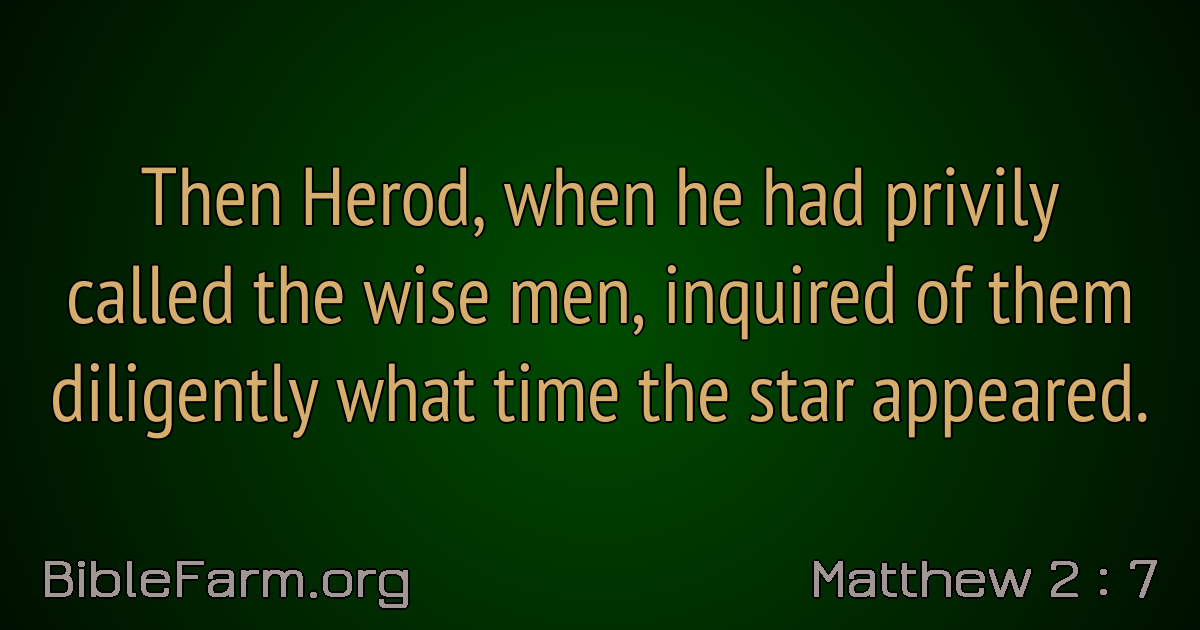 Then Herod, when he had privily
called the wise men, inquired of them
diligently what time the star appeared.
BibleFarm.org
Matthew 2 : 7